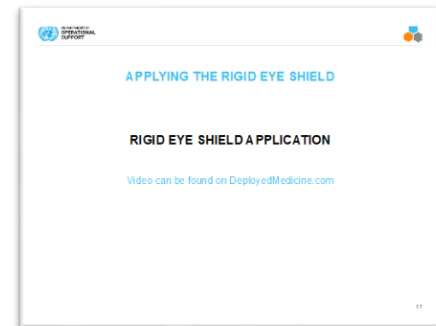 DEPARTMENT OF
OPERATIONAL
SUPPORT
APPLYING THE RIGID EYE SHIELD
RIGID EYE SHIELD APPLICATION
Video can be found on DeployedMedicine.com
11